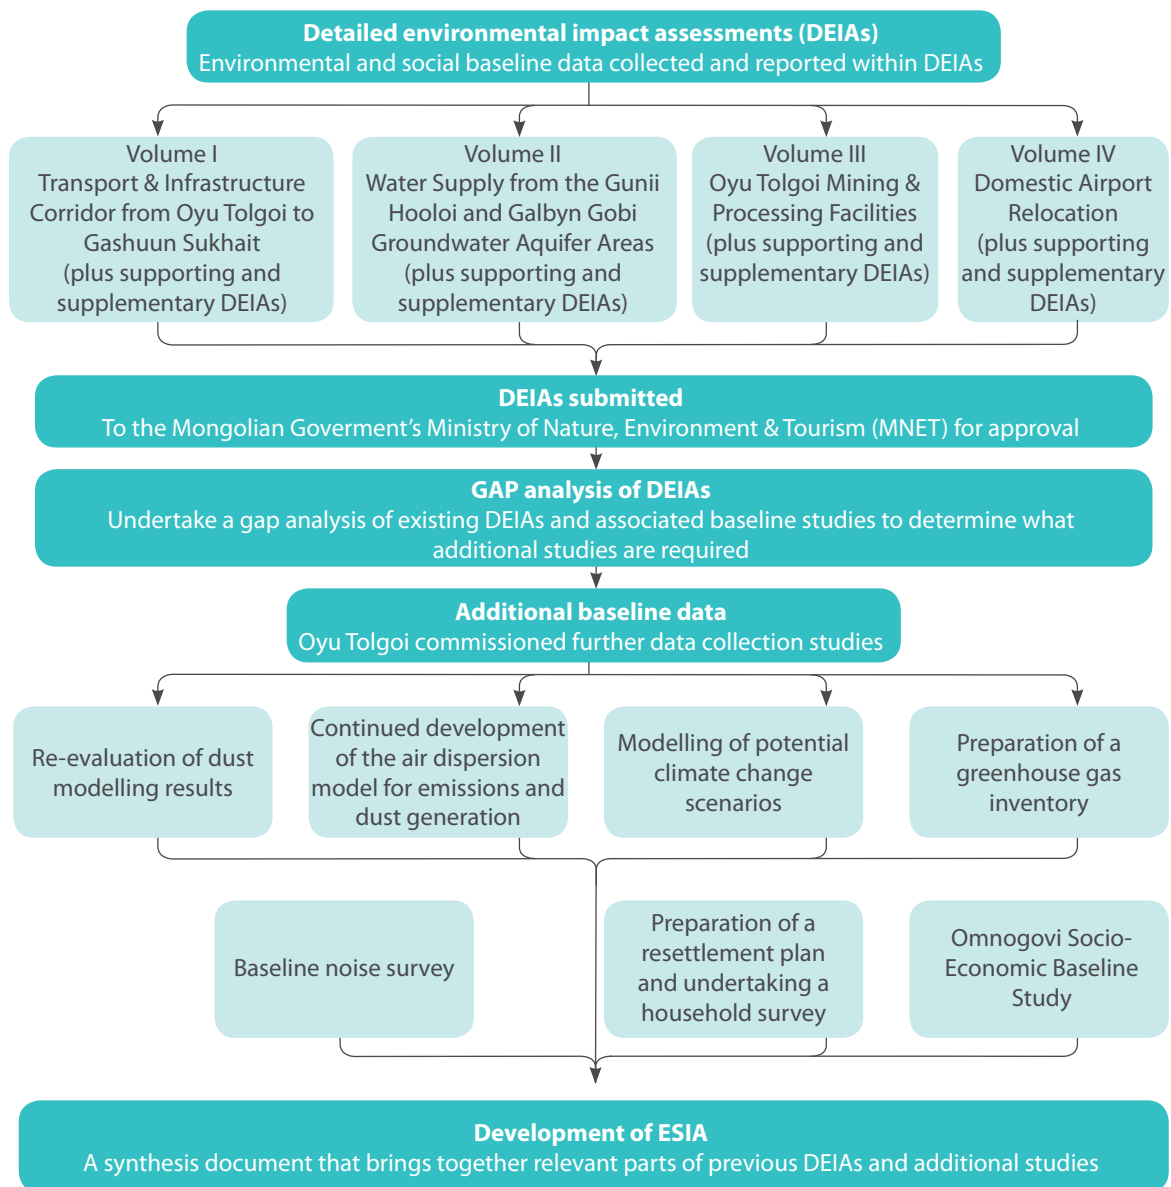 Detailed environmental impact assessments (DEIAs)
Environmental and social baseline data collected and reported within DEIAs
Volume I
Transport & Infrastructure
Corridor from Oyu Tolgoi to
Gashuun Sukhait
(plus supporting and
supplementary DEIAs)
Volume II
Water Supply from the Gunii
Hooloi and Galbyn Gobi
Groundwater Aquifer Areas
(plus supporting and
supplementary DEIAs)
Volume III
Oyu Tolgoi Mining &
Processing Facilities
(plus supporting and
supplementary DEIAs)
Volume IV
Domestic Airport
Relocation
(plus supporting
and supplementary
DEIAs)
DEIAs submitted
To the Mongolian Goverment’s Ministry of Nature, Environment & Tourism (MNET) for approval
GAP analysis of DEIAs
Undertake a gap analysis of existing DEIAs and associated baseline studies to determine what
additional studies are required
Additional baseline data
Oyu Tolgoi commissioned further data collection studies
Re-evaluation of dust
modelling results
Continued development
of the air dispersion
model for emissions and
dust generation
Modelling of potential
climate change
scenarios
Preparation of a
greenhouse gas
inventory
Baseline noise survey
Preparation of a
resettlement plan
and undertaking a
household survey
Omnogovi Socio-
Economic Baseline
Study
Development of ESIA
A synthesis document that brings together relevant parts of previous DEIAs and additional studies